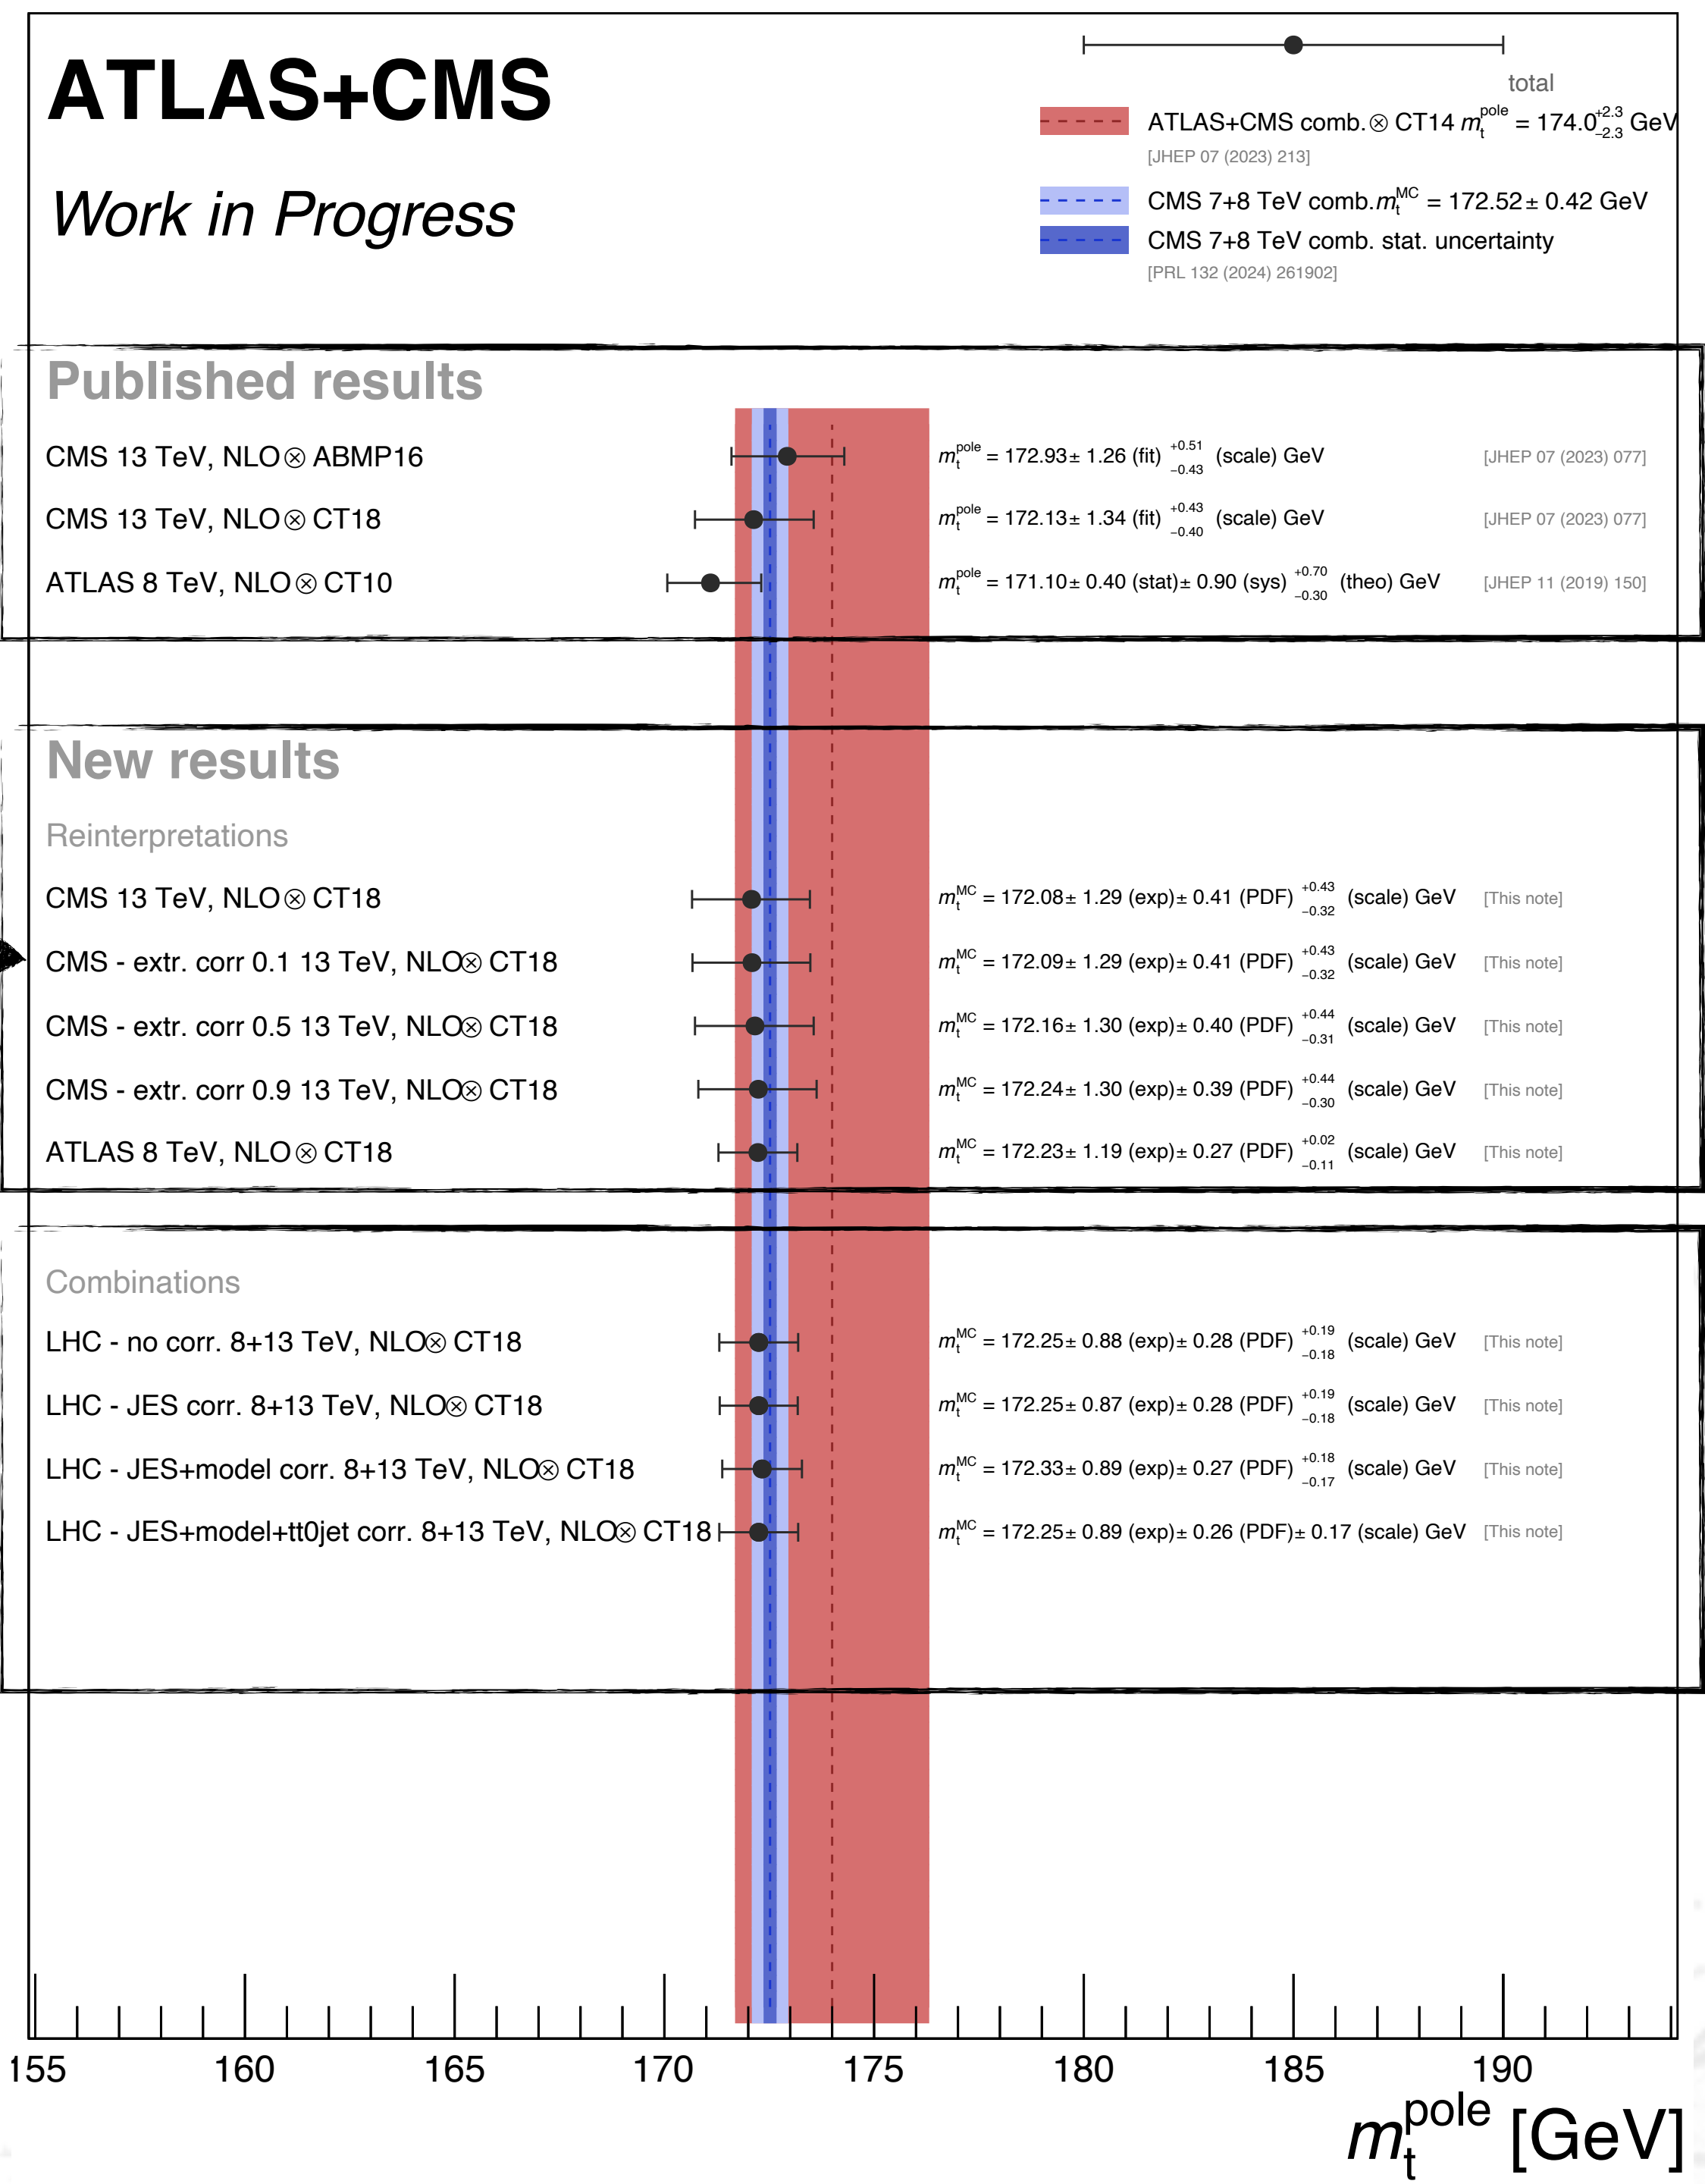 ATLAS+CMS
Work in Progress
total
ATLAS+CMS comb.⊗ CT14 m_t^pole = 174.0 +2.3 −2.3 GeV
[JHEP 07 (2023) 213]
CMS 7+8 TeV comb. m_t^MC = 172.52 ± 0.42 GeV
CMS 7+8 TeV comb. stat. uncertainty
[PRL 132 (2024) 261902]
Published results
CMS 13 TeV, NLO ⊗ ABMP16 m_t^pole = 172.93 ± 1.26 (fit) +0.51 −0.43 (scale) GeV [JHEP 07 (2023) 077]
CMS 13 TeV, NLO ⊗ CT18 m_t^pole = 172.13 ± 1.34 (fit) +0.43 −0.40 (scale) GeV [JHEP 07 (2023) 077]
ATLAS 8 TeV, NLO ⊗ CT10 m_t^pole = 171.10 ± 0.40 (stat) ± 0.90 (sys) +0.70 −0.30 (theo) GeV [JHEP 11 (2019) 150]
New results
Reinterpretations
CMS 13 TeV, NLO ⊗ CT18 m_t^MC = 172.08 ± 1.29 (exp) ± 0.41 (PDF) +0.43 −0.32 (scale) GeV [This note]
CMS - extr. corr 0.1 13 TeV, NLO ⊗ CT18 m_t^MC = 172.09 ± 1.29 (exp) ± 0.41 (PDF) +0.43 −0.32 (scale) GeV [This note]
CMS - extr. corr 0.5 13 TeV, NLO ⊗ CT18 m_t^MC = 172.16 ± 1.30 (exp) ± 0.40 (PDF) +0.44 −0.31 (scale) GeV [This note]
CMS - extr. corr 0.9 13 TeV, NLO ⊗ CT18 m_t^MC = 172.24 ± 1.30 (exp) ± 0.39 (PDF) +0.44 −0.30 (scale) GeV [This note]
ATLAS 8 TeV, NLO ⊗ CT18 m_t^MC = 172.23 ± 1.19 (exp) ± 0.27 (PDF) +0.02 −0.11 (scale) GeV [This note]
Combinations
LHC - no corr. 8+13 TeV, NLO ⊗ CT18 m_t^MC = 172.25 ± 0.88 (exp) ± 0.28 (PDF) +0.19 −0.18 (scale) GeV [This note]
LHC - JES corr. 8+13 TeV, NLO ⊗ CT18 m_t^MC = 172.25 ± 0.87 (exp) ± 0.28 (PDF) +0.19 −0.18 (scale) GeV [This note]
LHC - JES+model corr. 8+13 TeV, NLO ⊗ CT18 m_t^MC = 172.33 ± 0.89 (exp) ± 0.27 (PDF) +0.18 −0.17 (scale) GeV [This note]
LHC - JES+model+tt0jet corr. 8+13 TeV, NLO ⊗ CT18 m_t^MC = 172.25 ± 0.89 (exp) ± 0.26 (PDF) ± 0.17 (scale) GeV [This note]
155 160 165 170 175 180 185 190
m_t^pole [GeV]